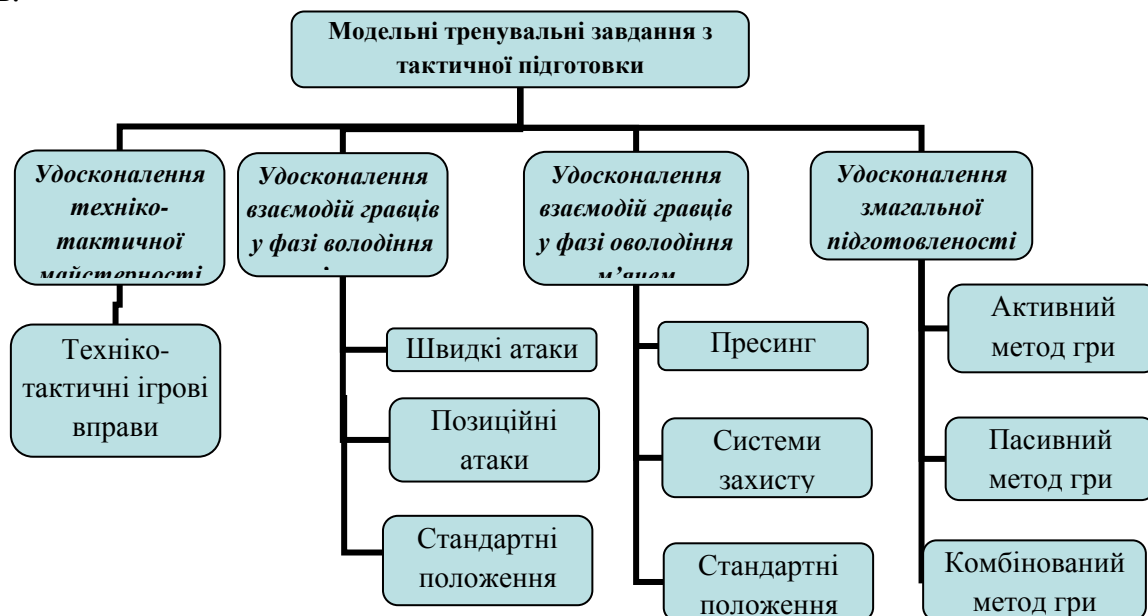 Модельні тренувальні завдання з
тактичної підготовки
Удосконалення
техніко-
тактичної
майстерності
Удосконалення
взаємодій гравців
у фазі володіння
Удосконалення
взаємодій гравців
у фазі оволодіння
м’ячем
Удосконалення
змагальної
підготовленості
Техніко-
тактичні ігрові
вправи
Швидкі атаки
Позиційні
атаки
Стандартні
положення
Пресинг
Системи
захисту
Стандартні
положення
Активний
метод гри
Пасивний
метод гри
Комбінований
метод гри